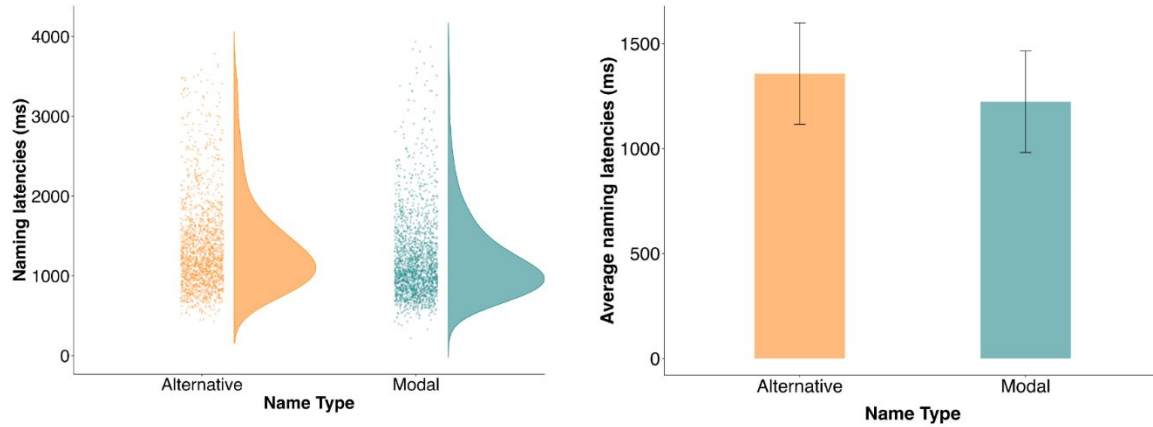 Naming latencies (ms)
4000
3000
2000
1000
0
Alternative
Modal
Name Type
Average naming latencies (ms)
1500
1000
500
0
Alternative
Modal
Name Type